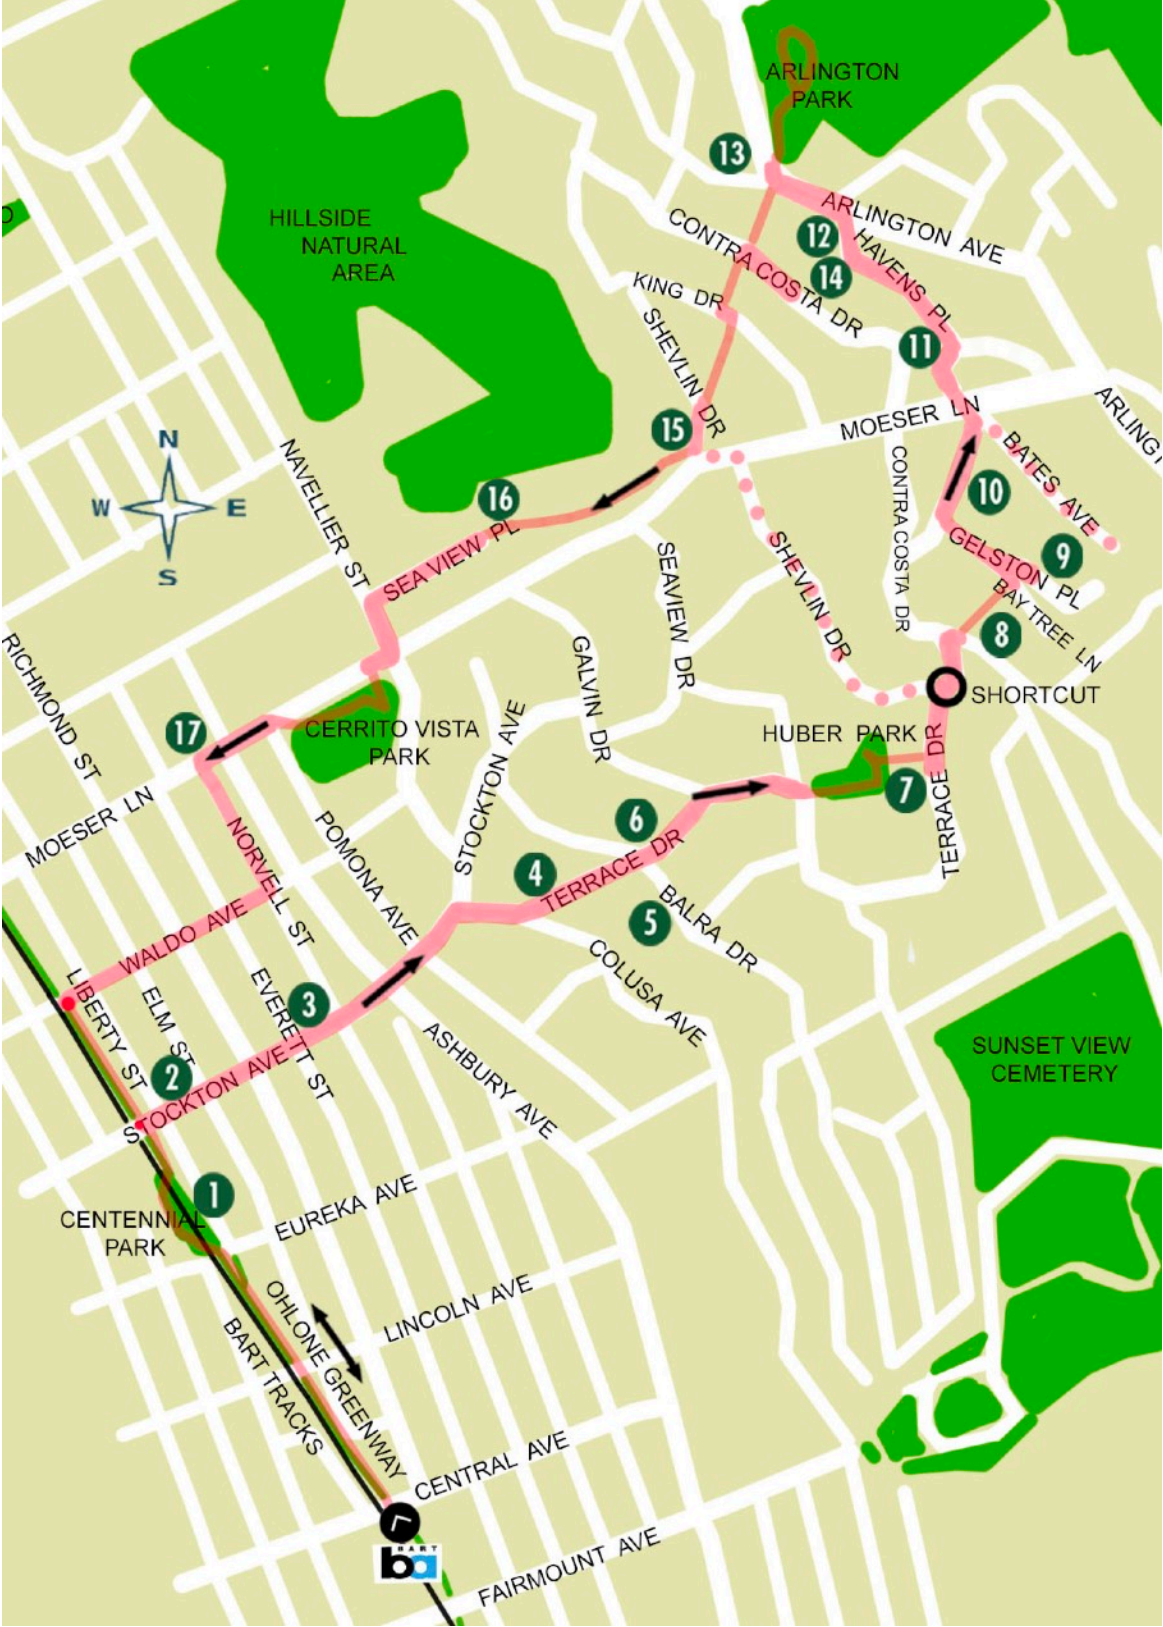 ARLINGTON
PARK
13
ARLINGTON AVE
12
CONTRA COSTA DR
HAVENS PL
14
HILLSIDE
NATURAL
AREA
KING DR
SHEVLIN DR
11
MOESER LN
15
BATES AVE
N
W
E
S
NAVELLIER ST
16
SEAVIEW PL
CONTRA COSTA DR
10
GELSTON PL
9
BAY TREE LN
8
SHEVLIN DR
SEAVIEW DR
GALVIN DR
RICHMOND ST
SHORTCUT
17
CERRITO VISTA
PARK
STOCKTON AVE
HUBER PARK
7
TERRACE DR
MOESER LN
NORVELL ST
POMONA AVE
6
4
TERRACE DR
5
BALRA DR
WALDO AVE
COLUSA AVE
LIBERTY ST
ELM ST
EVERETT ST
3
2
STOCKTON AVE
ASHBURY AVE
SUNSET VIEW
CEMETERY
1
CENTENNIAL
PARK
EUREKA AVE
LINCOLN AVE
OHLONE GREENWAY
BART TRACKS
CENTRAL AVE
BART
ba
FAIRMOUNT AVE